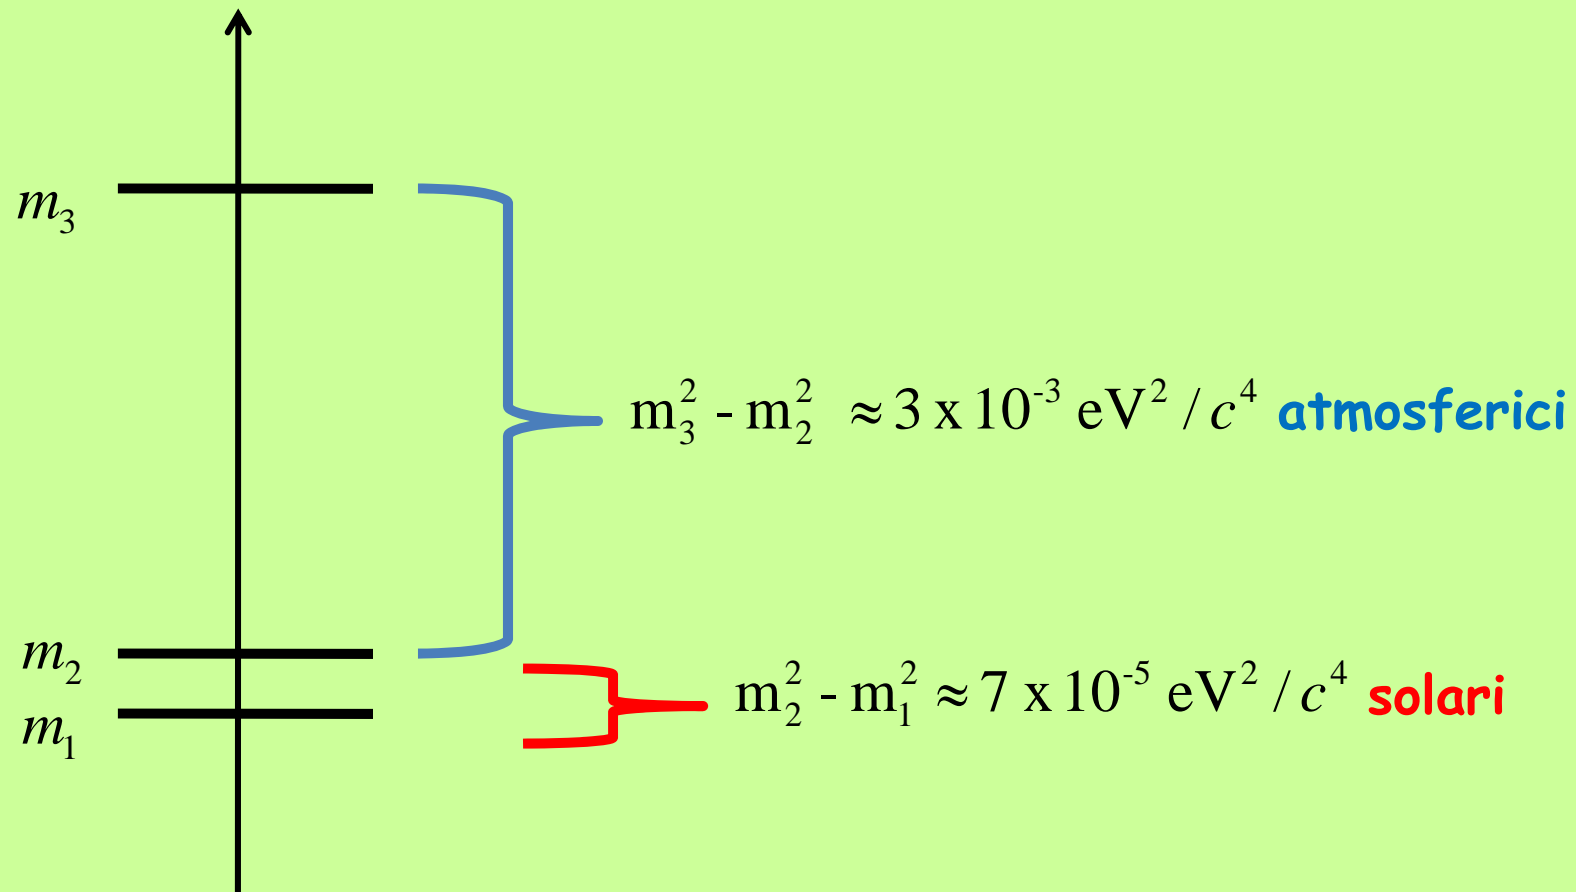 m₃
m₃² - m₂² ≈ 3 x 10⁻³ eV² / c⁴ atmosferici
m₂
m₂² - m₁² ≈ 7 x 10⁻⁵ eV² / c⁴ solari
m₁